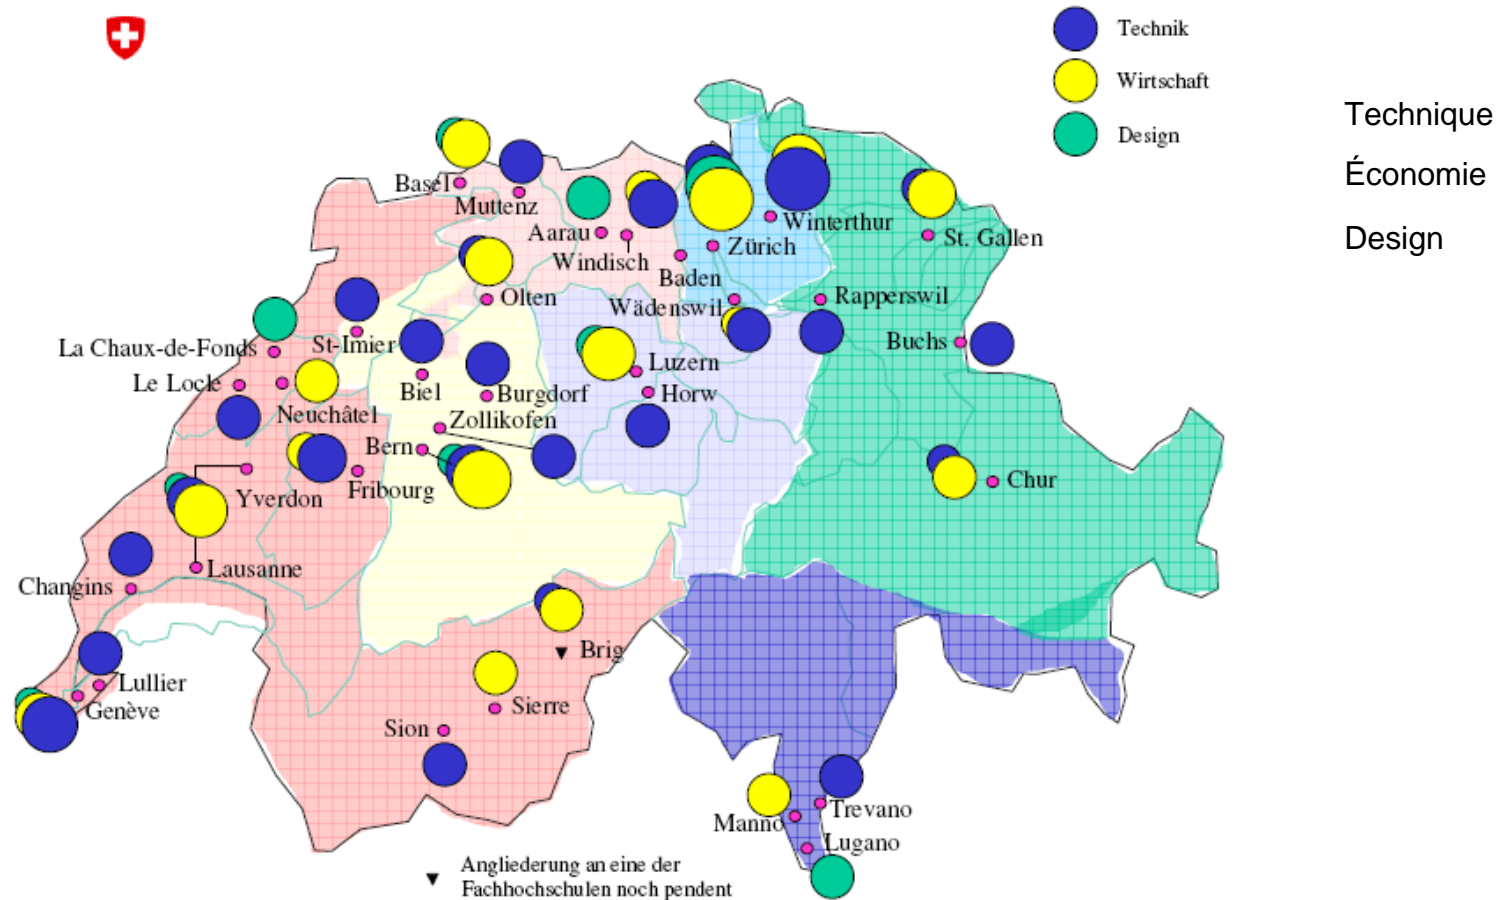 Technik
Wirtschaft
Design
Technique
Économie
Design
Basel
Muttenz
Aarau
Windisch
Baden
Zürich
Winterthur
St. Gallen
Olten
Wädenswil
Rapperswil
Buchs
La Chaux-de-Fonds
St-Imier
Le Locle
Neuchâtel
Biel
Burgdorf
Luzern
Horw
Zollikofen
Bern
Fribourg
Yverdon
Chur
Lausanne
Changins
Lullier
Genève
Brig
Sierre
Sion
Manno
Trevano
Lugano
Angliederung an eine der
Fachhochschulen noch pendent